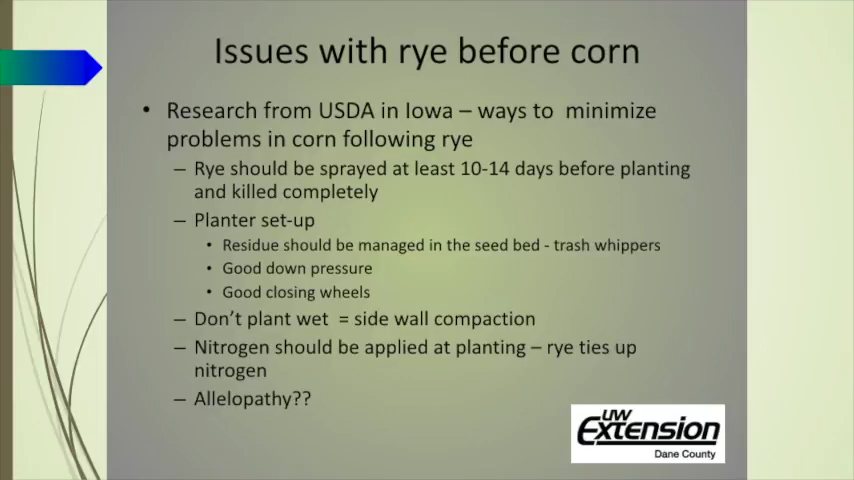 Issues with rye before corn
• Research from USDA in Iowa – ways to minimize
problems in corn following rye
– Rye should be sprayed at least 10-14 days before planting
and killed completely
– Planter set-up
• Residue should be managed in the seed bed - trash whippers
• Good down pressure
• Good closing wheels
– Don't plant wet = side wall compaction
– Nitrogen should be applied at planting – rye ties up
nitrogen
– Allelopathy??
UW
Extension
Dane County